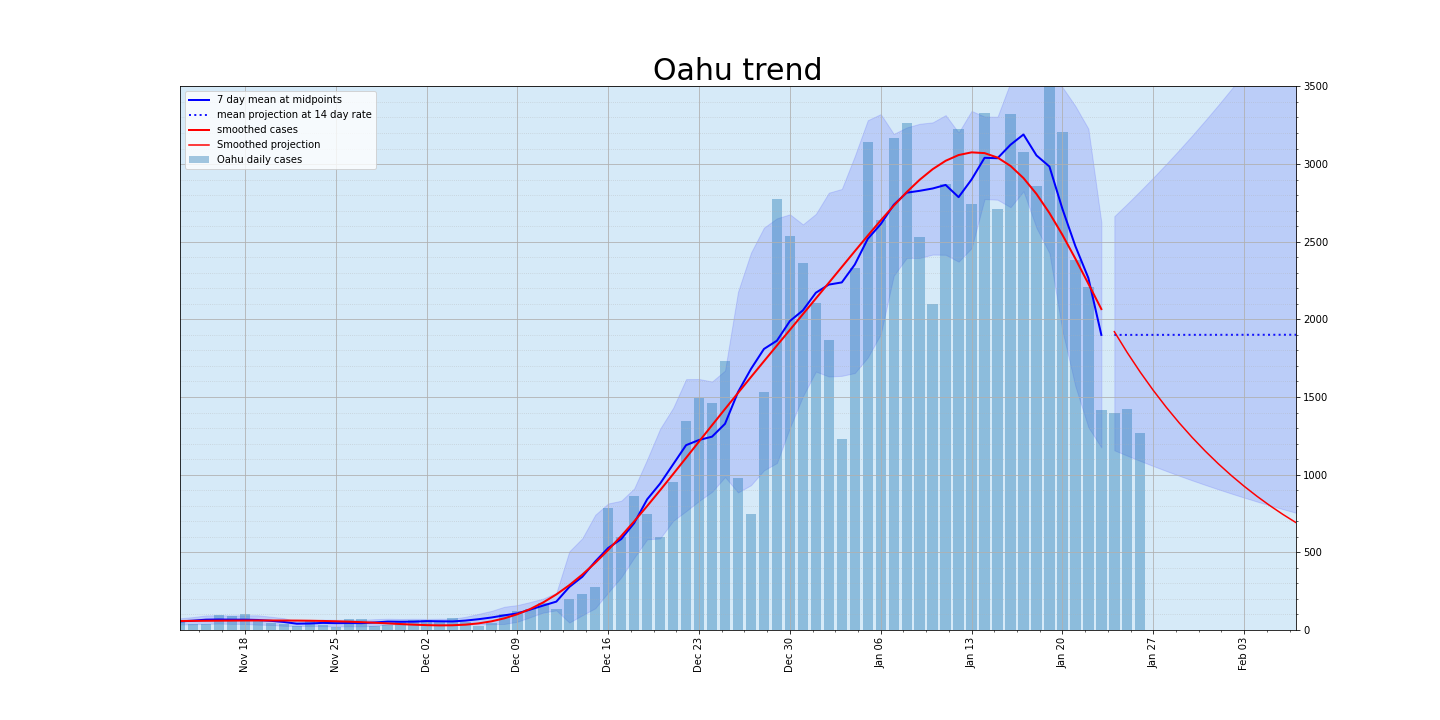 Oahu trend
7 day mean at midpoints
mean projection at 14 day rate
smoothed cases
Smoothed projection
Oahu daily cases
3500
3000
2500
2000
1500
1000
500
0
Nov 18
Nov 25
Dec 02
Dec 09
Dec 16
Dec 23
Dec 30
Jan 06
Jan 13
Jan 20
Jan 27
Feb 03